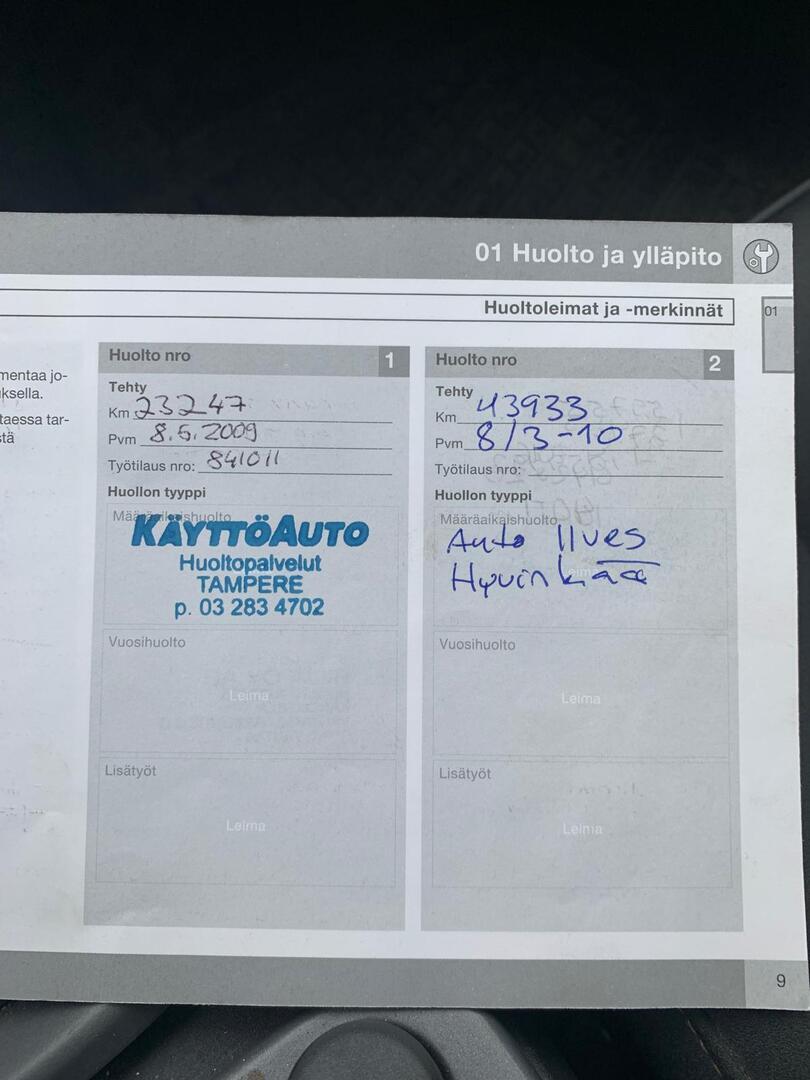 01 Huolto ja ylläpito
Huoltoleimat ja -merkinnät
01
mentaa jo-
ksella.
taessa tar-
stä
Huolto nro 1
Tehty
Km 23247
Pvm 8.5.2009
Työtilaus nro: 841011
Huollon tyyppi
Määräaikaishuolto
KÄYTTÖAUTO
Huoltopalvelut
TAMPERE
p. 03 283 4702
Vuosihuolto
Leima
Lisätyöt
Leima
Huolto nro 2
Tehty
Km 43933
Pvm 8/3-10
Työtilaus nro:
Huollon tyyppi
Määräaikaishuolto
Auto Ilves
Hyvinkää
Vuosihuolto
Leima
Lisätyöt
Leima
9